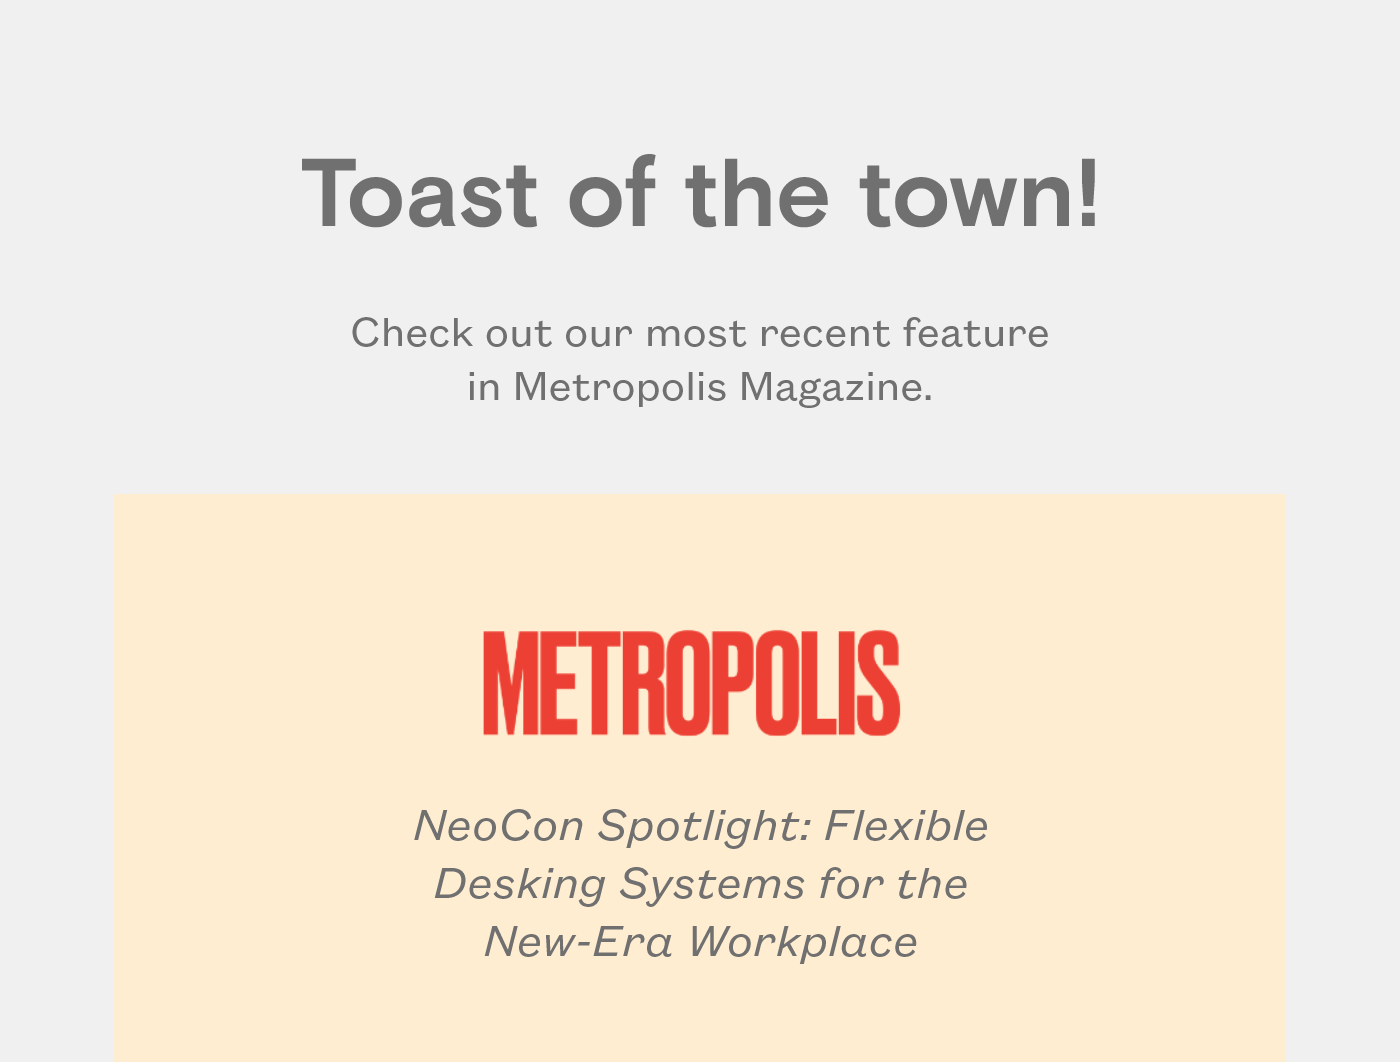 Toast of the town!
Check out our most recent feature
in Metropolis Magazine.
METROPOLIS
NeoCon Spotlight: Flexible
Desking Systems for the
New-Era Workplace